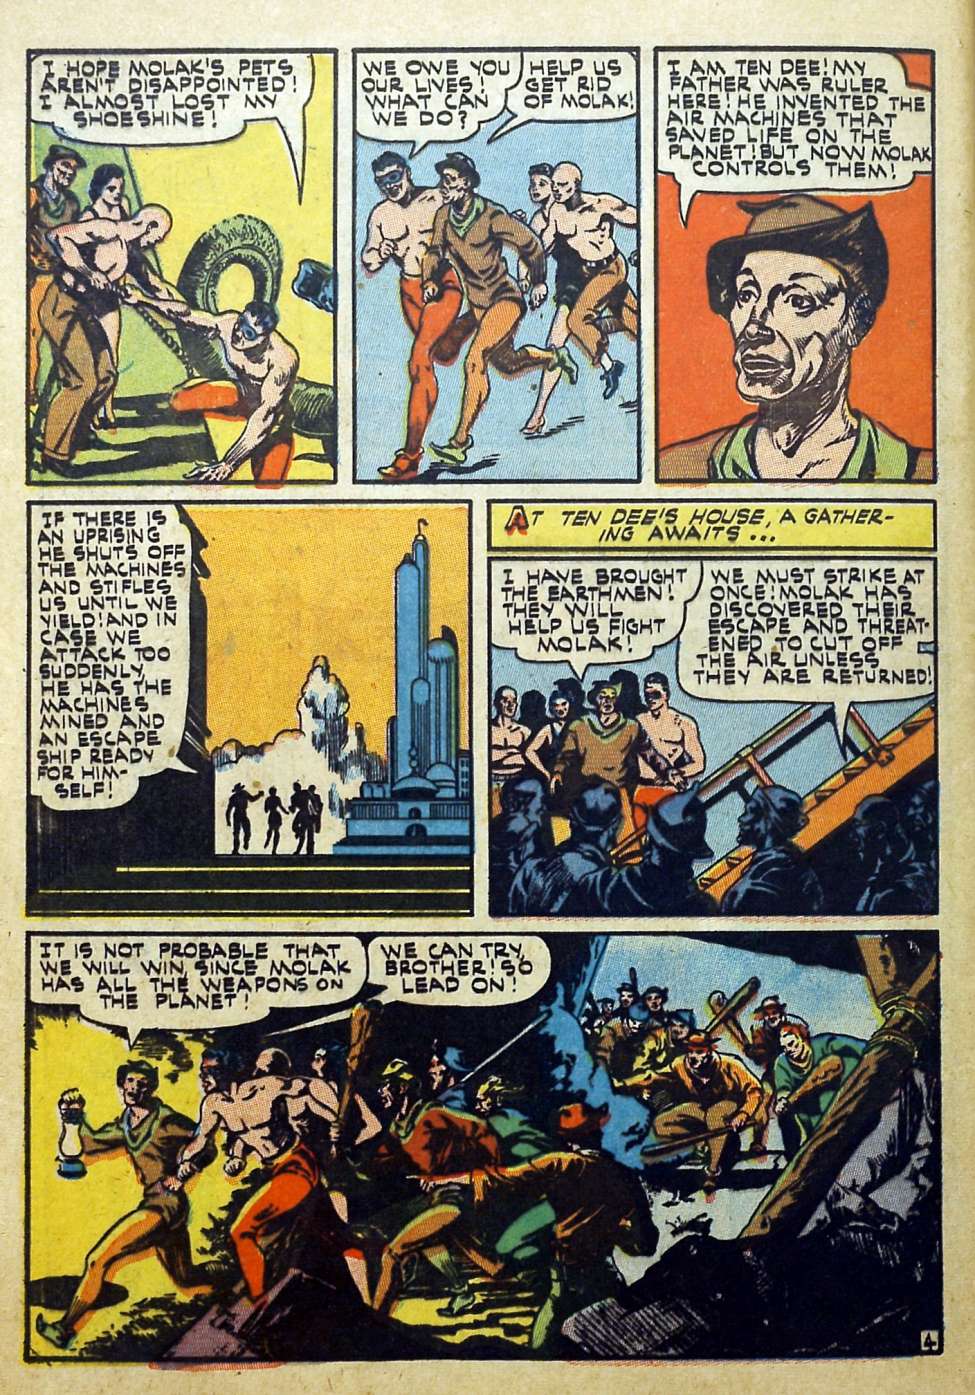 I HOPE MOLAK'S PETS
AREN'T DISAPPOINTED!
I ALMOST LOST MY
SHOESHINE!
WE OWE YOU
OUR LIVES!
WHAT CAN
WE DO?
HELP US
GET RID
OF MOLAK!
I AM TEN DEE! MY
FATHER WAS RULER
HERE! HE INVENTED THE
AIR MACHINES THAT
SAVED LIFE ON THE
PLANET! BUT NOW MOLAK
CONTROLS THEM!
IF THERE IS
AN UPRISING
HE SHUTS OFF
THE MACHINES
AND STIFLES
US UNTIL WE
YIELD! AND IN
CASE WE
ATTACK TOO
SUDDENLY,
HE HAS THE
MACHINES
MINED AND
AN ESCAPE
SHIP READY
FOR HIM-
SELF!
AT TEN DEE'S HOUSE, A GATHER-
ING AWAITS...
I HAVE BROUGHT
THE EARTHMEN!
THEY WILL
HELP US FIGHT
MOLAK!
WE MUST STRIKE AT
ONCE! MOLAK HAS
DISCOVERED THEIR
ESCAPE AND THREAT-
ENED TO CUT OFF
THE AIR UNLESS
THEY ARE RETURNED!
IT IS NOT PROBABLE THAT
WE WILL WIN, SINCE MOLAK
HAS ALL THE WEAPONS ON
THE PLANET!
WE CAN TRY,
BROTHER! SO
LEAD ON!
4